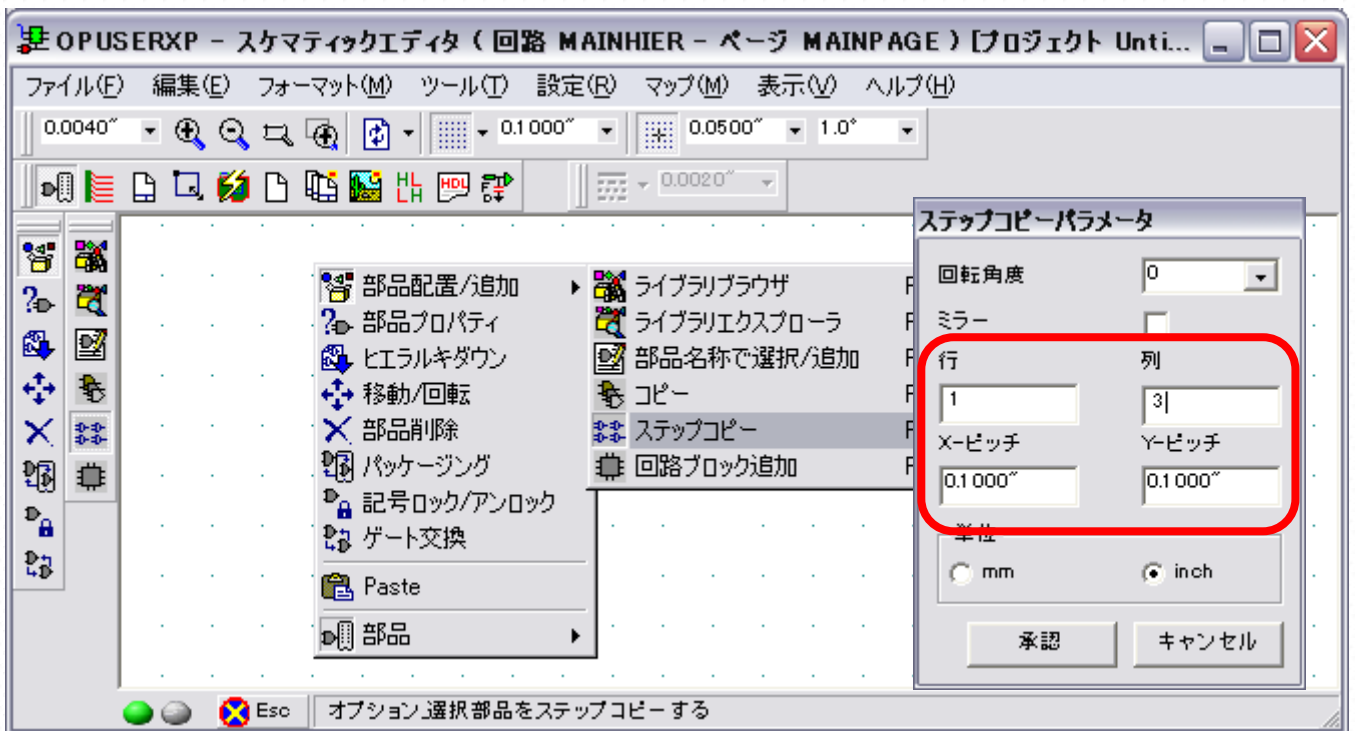 OPUSERXP - スケマティックエディタ ( 回路 MAINHIER - ページ MAINPAGE ) [プロジェクト Unti...
ファイル(F) 編集(E) フォーマット(M) ツール(T) 設定(R) マップ(M) 表示(V) ヘルプ(H)
0.0040" 0.1000" 0.0500" 1.0°
HL LH HDL 0.0020"
ステップコピーパラメータ
部品配置/追加
部品プロパティ
ヒエラルキダウン
移動/回転
部品削除
パッケージング
記号ロック/アンロック
ゲート交換
Paste
部品
ライブラリブラウザ
ライブラリエクスプローラ
部品名称で選択/追加
コピー
ステップコピー
回路ブロック追加
回転角度 0
ミラー
行 列
1 3
X-ピッチ Y-ピッチ
0.1000" 0.1000"
単位
mm inch
承認 キャンセル
Esc オプション、選択部品をステップコピーする